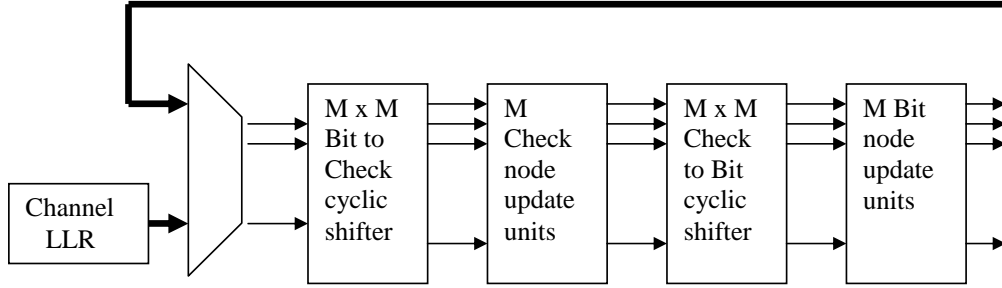 Channel
LLR
M x M
Bit to
Check
cyclic
shifter
M
Check
node
update
units
M x M
Check
to Bit
cyclic
shifter
M Bit
node
update
units